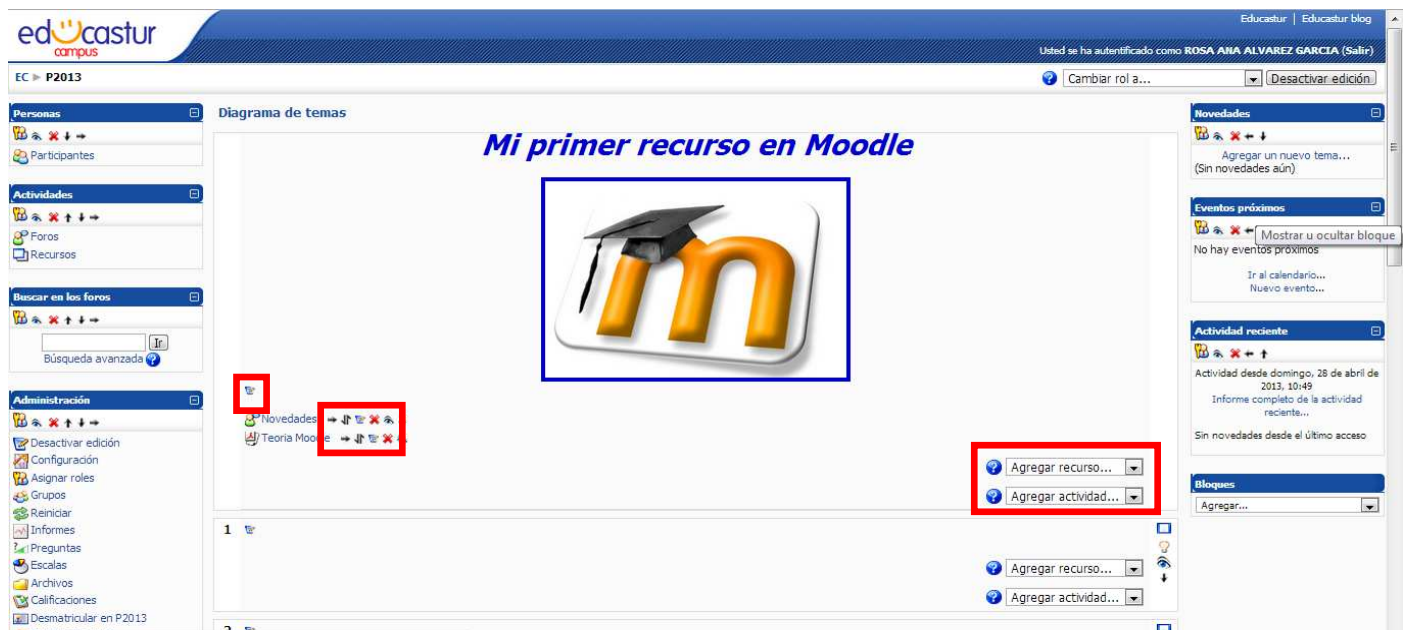 educastur
campus
Educastur | Educastur blog
Usted se ha autentificado como ROSA ANA ALVAREZ GARCIA (Salir)
EC ► P2013
Cambiar rol a...
Desactivar edición
Personas
Participantes
Actividades
Foros
Recursos
Buscar en los foros
Ir
Búsqueda avanzada
Administración
Desactivar edición
Configuración
Asignar roles
Grupos
Reiniciar
Informes
Preguntas
Escalas
Archivos
Calificaciones
Desmatricular en P2013
Diagrama de temas
Mi primer recurso en Moodle
m
Novedades
Teoria Moodle
Agregar recurso...
Agregar actividad...
1
Agregar recurso...
Agregar actividad...
2
Novedades
Agregar un nuevo tema...
(Sin novedades aún)
Eventos próximos
Mostrar u ocultar bloque
No hay eventos próximos
Ir al calendario...
Nuevo evento...
Actividad reciente
Actividad desde domingo, 28 de abril de
2013, 10:49
Informe completo de la actividad
reciente...
Sin novedades desde el último acceso
Bloques
Agregar...